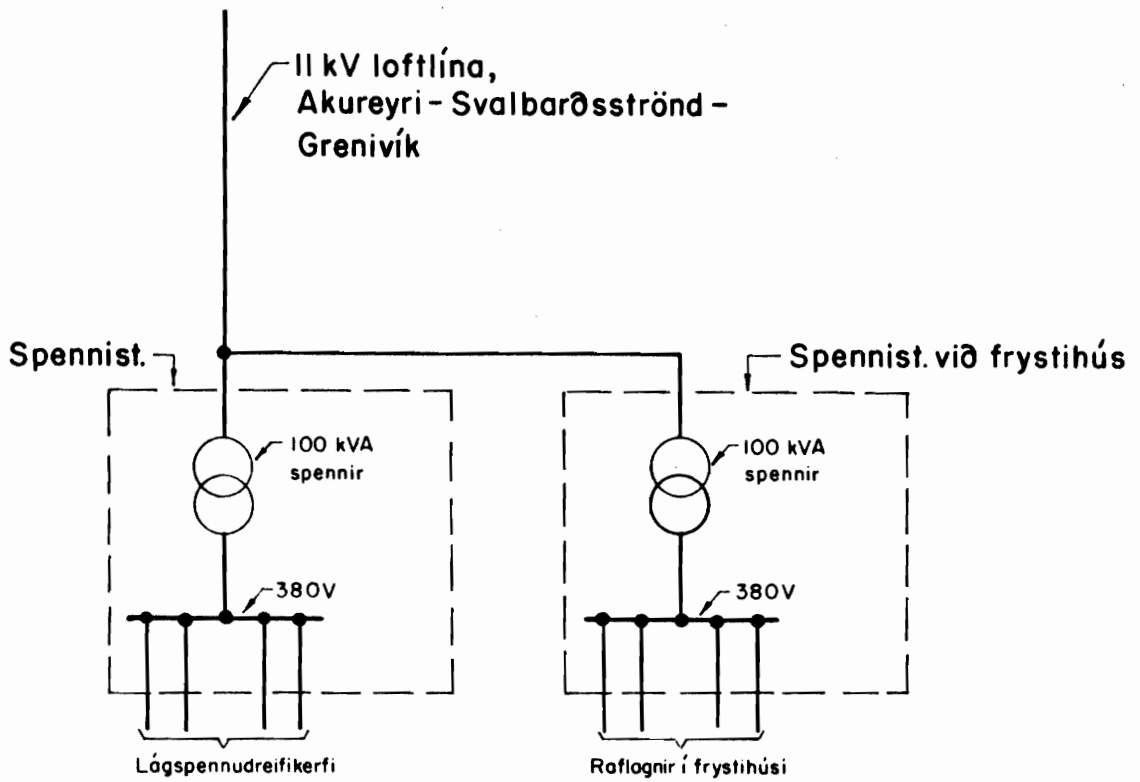 11 kV loftlína,
Akureyri - Svalbarðsströnd -
Grenivík
Spennist.
Spennist. við frystihús
100 kVA
spennir
100 kVA
spennir
380V
380V
Lágspennudreifikerfi
Raflagnir í frystihúsi